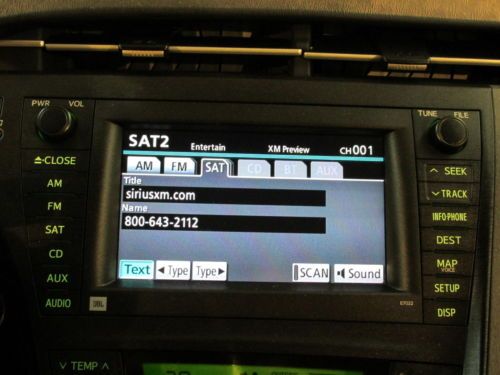 PWR VOL
TUNE FILE
SAT2 Entertain XM Preview CH001
AM FM SAT CD BT AUX
Title
siriusxm.com
Name
800-643-2112
Text ◀Type Type▶ SCAN Sound
CLOSE
AM
FM
SAT
CD
AUX
AUDIO
JBL
SEEK
TRACK
INFO/PHONE
DEST
MAP
VOICE
SETUP
DISP
E7022
TEMP